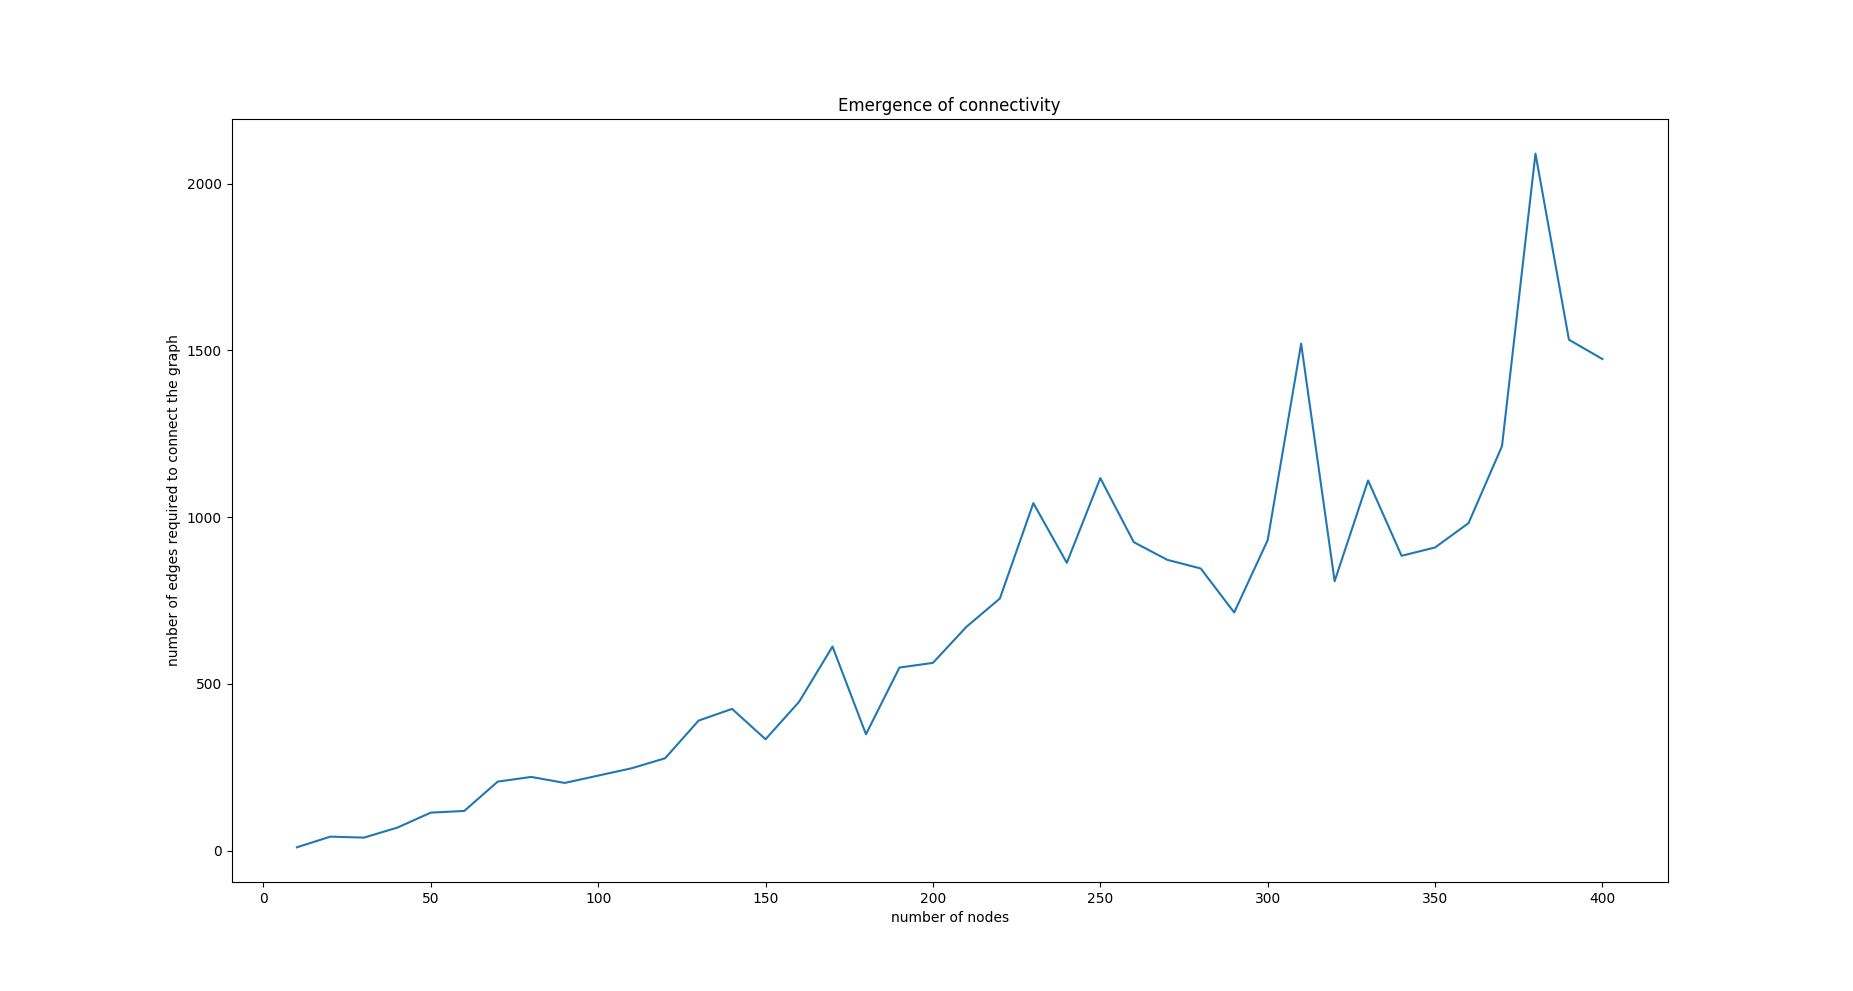 Emergence of connectivity
number of edges required to connect the graph
2000
1500
1000
500
0
0 50 100 150 200 250 300 350 400
number of nodes